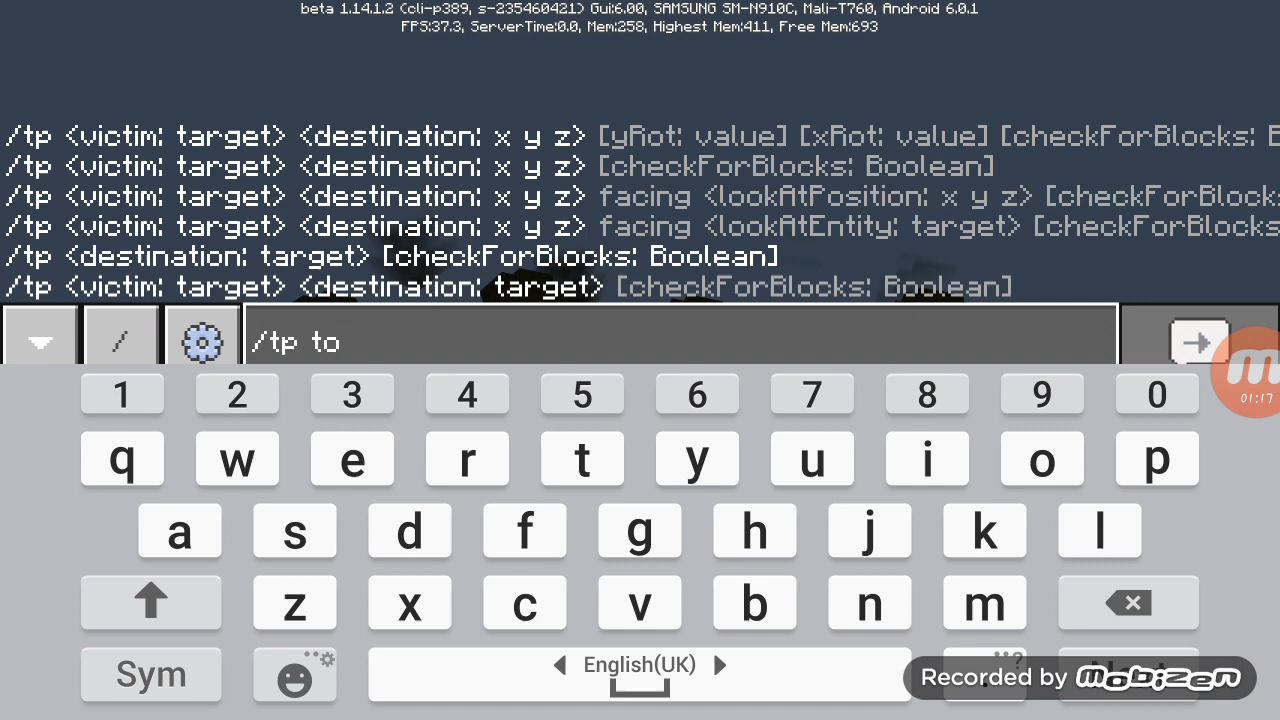 beta 1.14.1.2 (cli-p389, s-235460421) Gui:6.00, SAMSUNG SM-N910C, Mali-T760, Android 6.0.1
FPS:37.3, ServerTime:0.0, Mem:258, Highest Mem:411, Free Mem:693
/tp <victim: target> <destination: x y z> [yRot: value] [xRot: value] [checkForBlocks: B
/tp <victim: target> <destination: x y z> [checkForBlocks: Boolean]
/tp <victim: target> <destination: x y z> facing <lookAtPosition: x y z> [checkForBlock
/tp <victim: target> <destination: x y z> facing <lookAtEntity: target> [checkForBlocks
/tp <destination: target> [checkForBlocks: Boolean]
/tp <victim: target> <destination: target> [checkForBlocks: Boolean]
/ /tp to
01:17
1 2 3 4 5 6 7 8 9 0
q w e r t y u i o p
a s d f g h j k l
z x c v b n m
Sym English(UK)
Recorded by mobizen